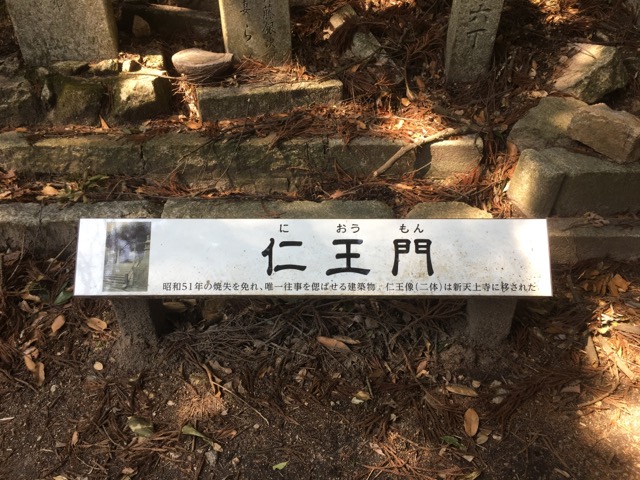 六丁
に おう もん
仁王門
昭和51年の焼失を免れ、唯一往事を偲ばせる建築物 仁王像(二体)は新天上寺に移された